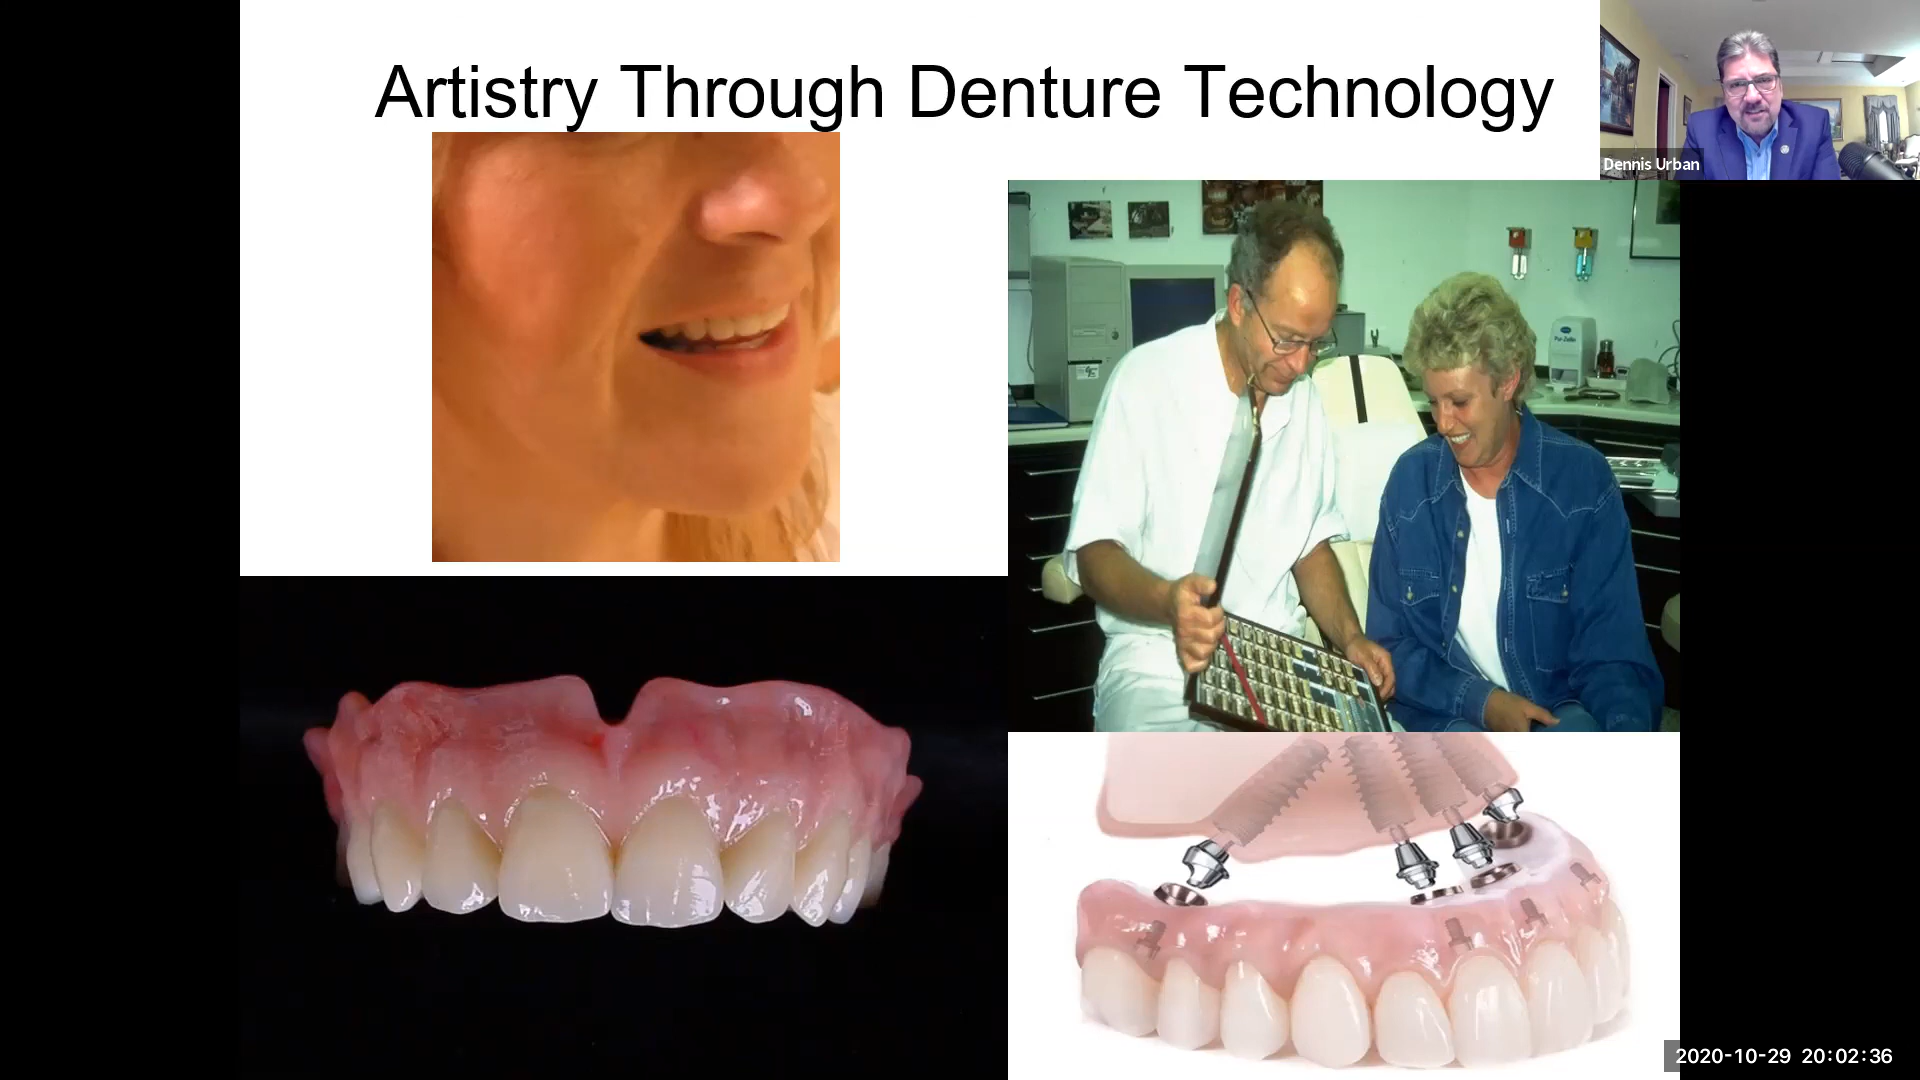 Artistry Through Denture Technology
Dennis Urban
2020-10-29 20:02:36